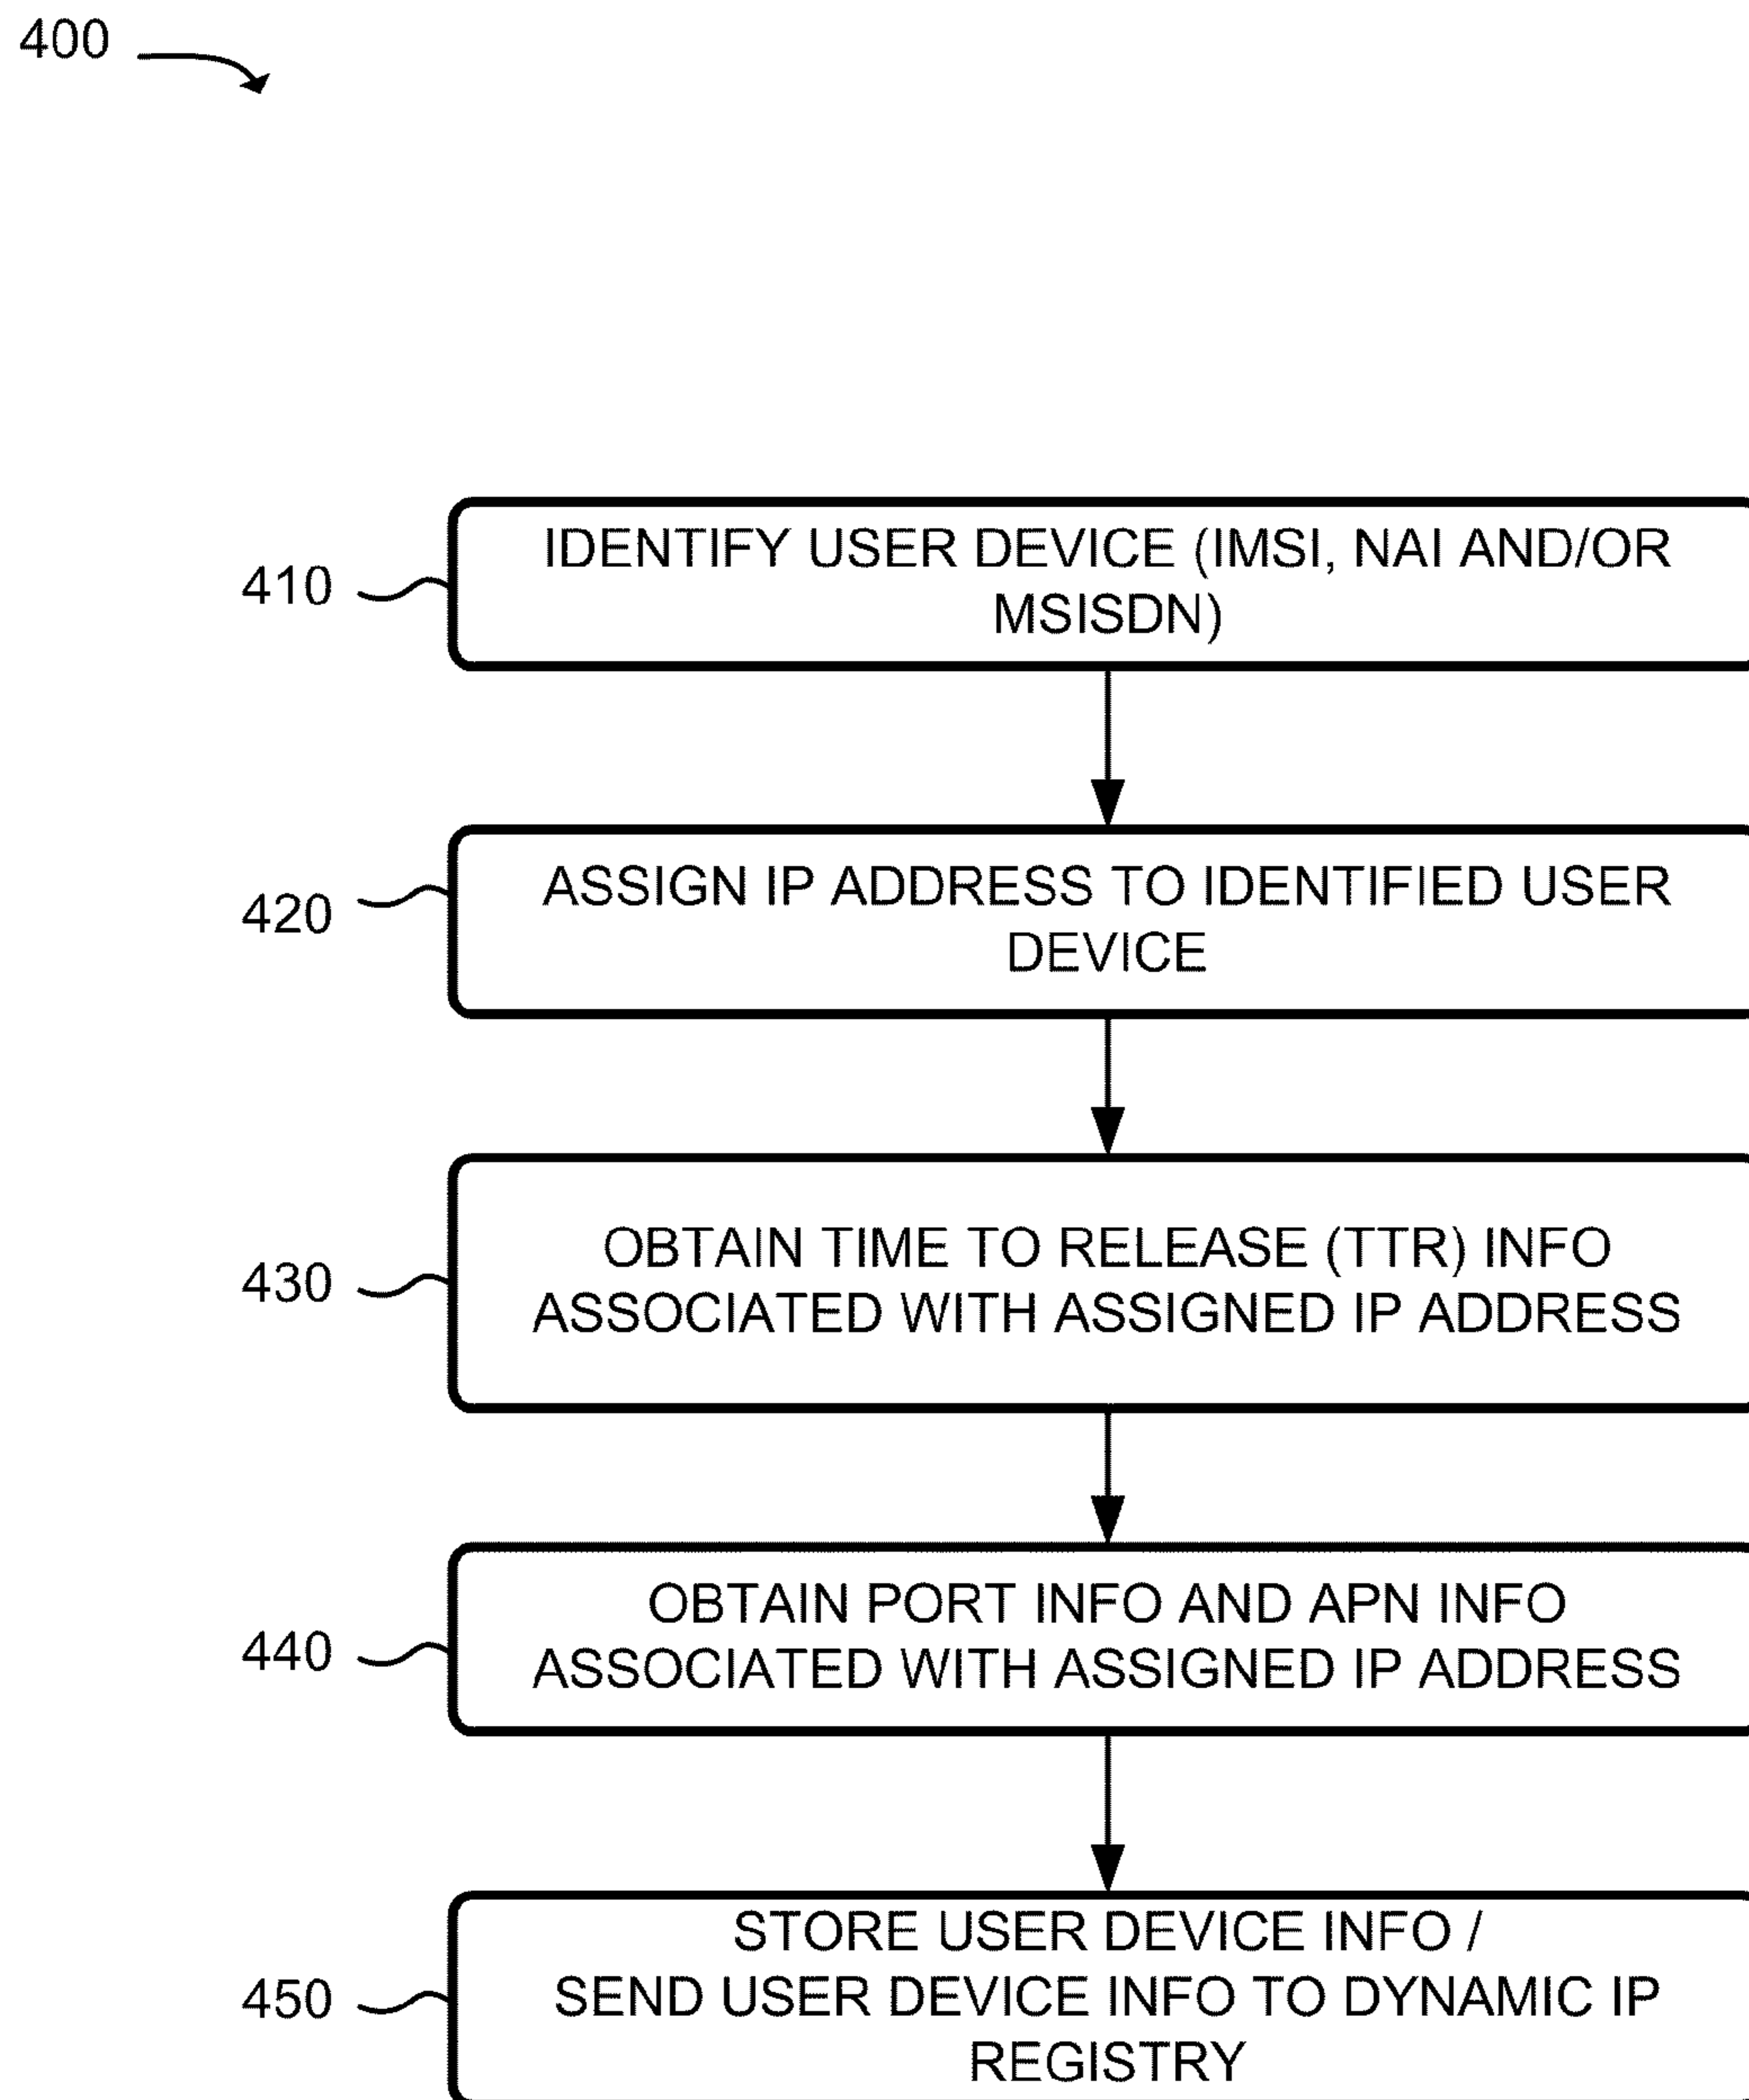 400
410
IDENTIFY USER DEVICE (IMSI, NAI AND/OR
MSISDN)
420
ASSIGN IP ADDRESS TO IDENTIFIED USER
DEVICE
430
OBTAIN TIME TO RELEASE (TTR) INFO
ASSOCIATED WITH ASSIGNED IP ADDRESS
440
OBTAIN PORT INFO AND APN INFO
ASSOCIATED WITH ASSIGNED IP ADDRESS
450
STORE USER DEVICE INFO /
SEND USER DEVICE INFO TO DYNAMIC IP
REGISTRY